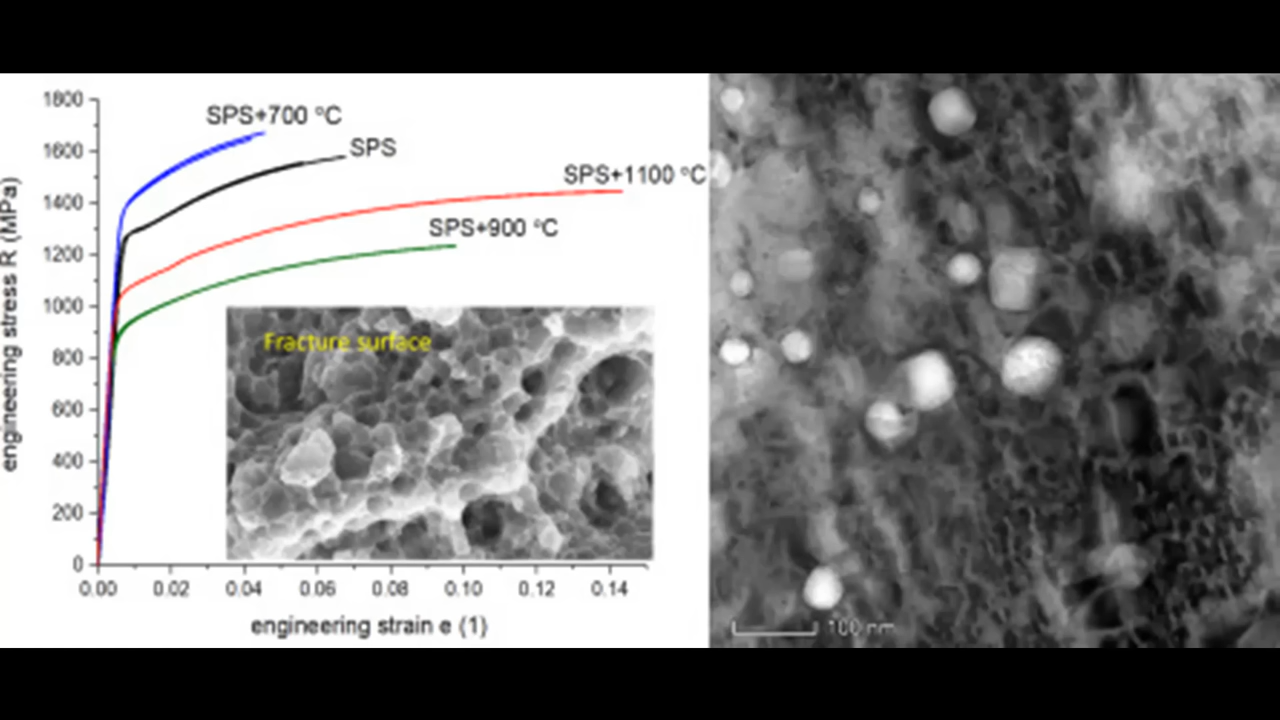 1800
1600
1400
1200
1000
800
600
400
200
0
engineering stress R (MPa)
SPS+700 °C
SPS
SPS+1100 °C
SPS+900 °C
Fracture surface
0.00 0.02 0.04 0.06 0.08 0.10 0.12 0.14
engineering strain e (1)
100 nm